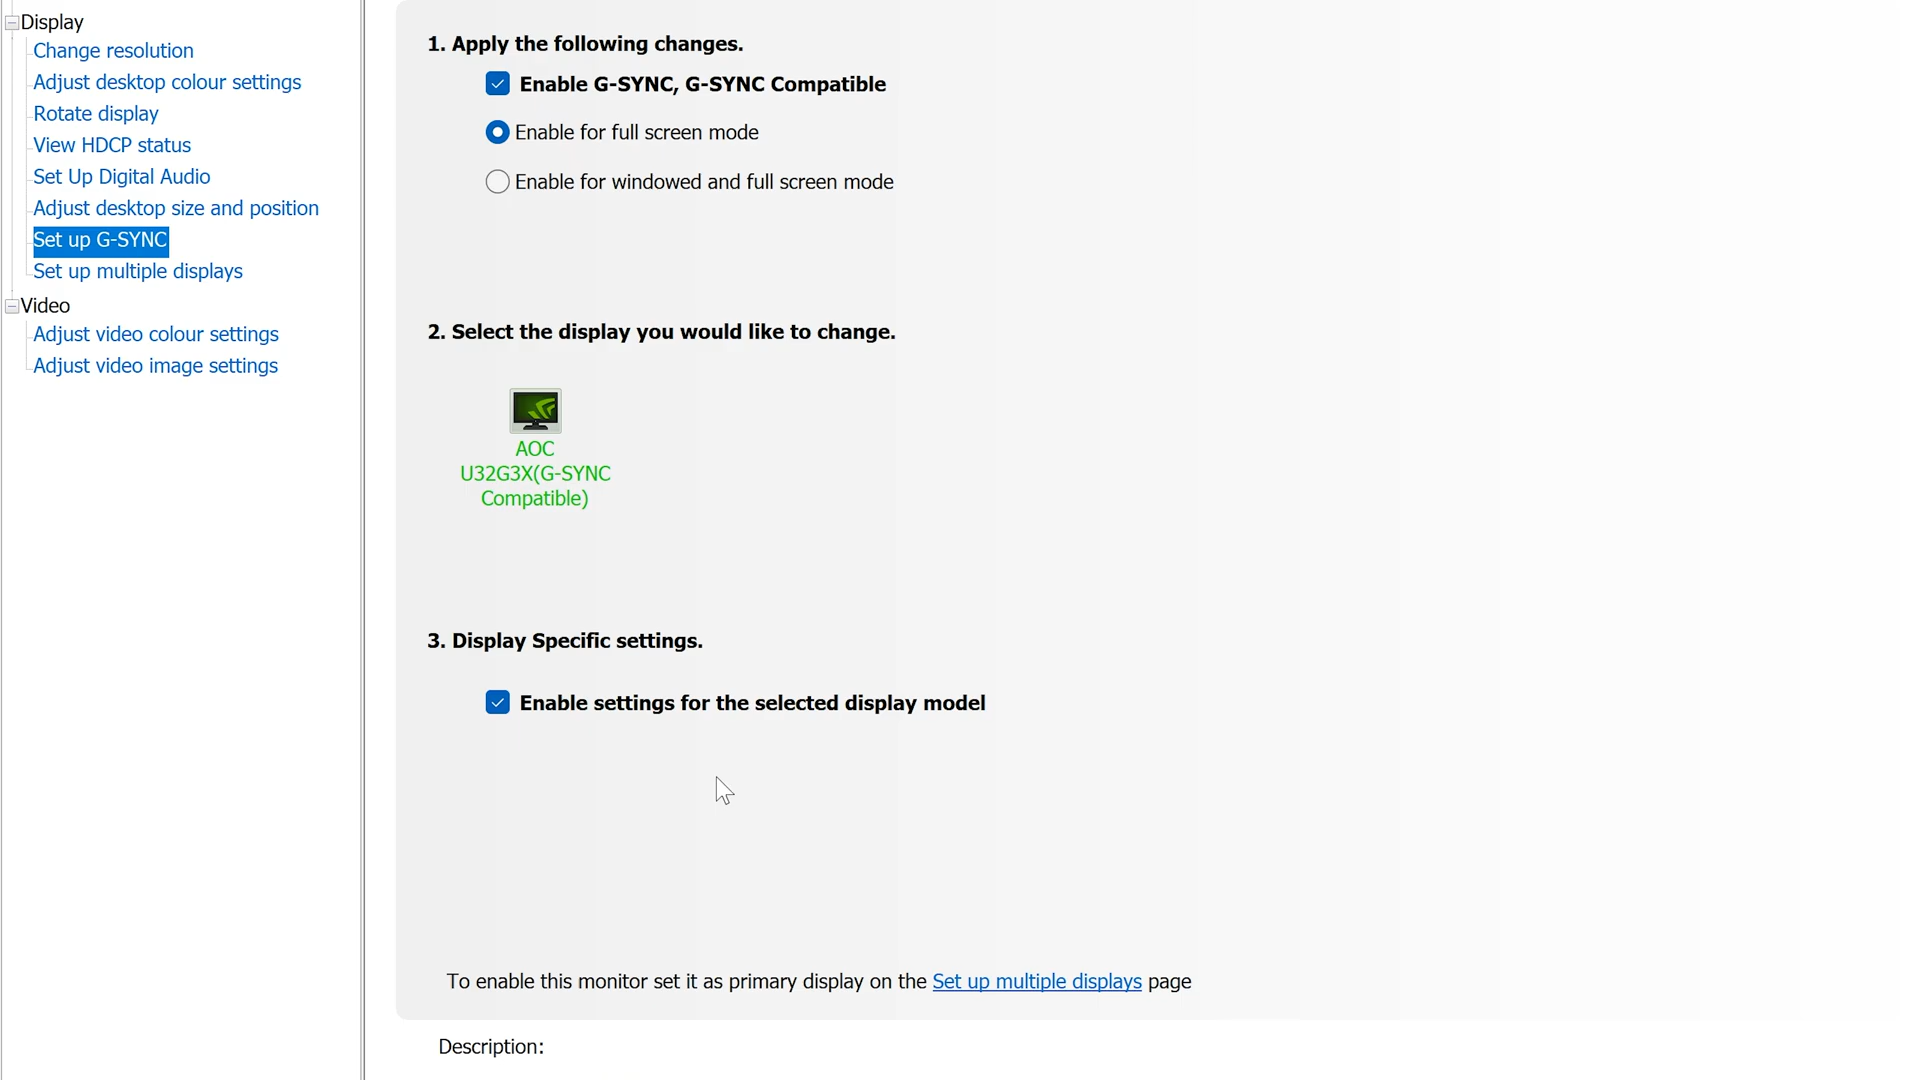 Display
Change resolution
Adjust desktop colour settings
Rotate display
View HDCP status
Set Up Digital Audio
Adjust desktop size and position
Set up G-SYNC
Set up multiple displays
Video
Adjust video colour settings
Adjust video image settings
1. Apply the following changes.
Enable G-SYNC, G-SYNC Compatible
Enable for full screen mode
Enable for windowed and full screen mode
2. Select the display you would like to change.
AOC
U32G3X(G-SYNC
Compatible)
3. Display Specific settings.
Enable settings for the selected display model
To enable this monitor set it as primary display on the Set up multiple displays page
Description: